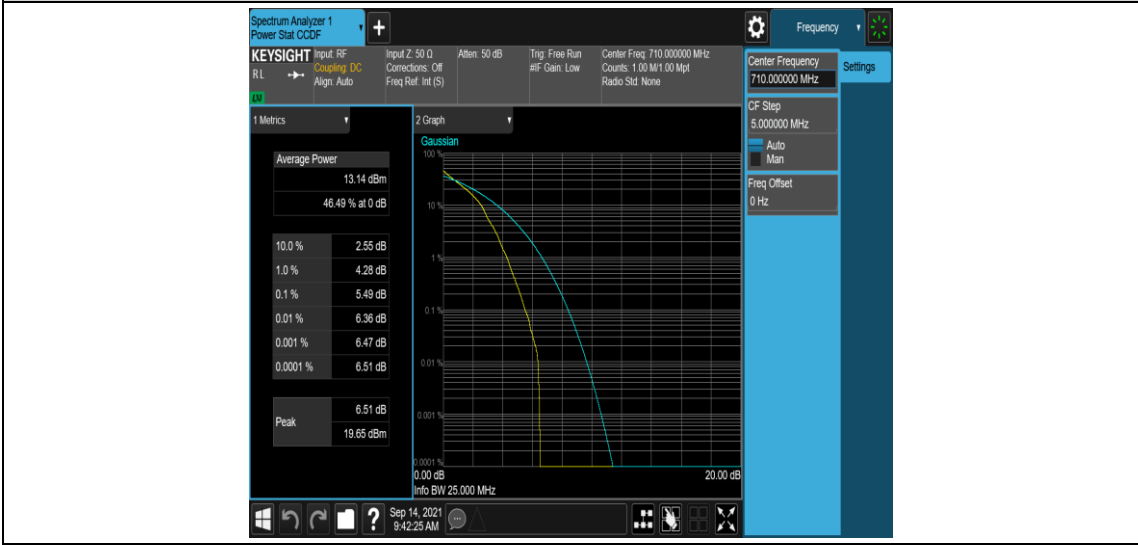 Spectrum Analyzer 1
Power Stat CCDF
+
Frequency
KEYSIGHT
RL
LM
Input: RF
Coupling: DC
Align: Auto
Input Z: 50 Ω
Corrections: Off
Freq Ref: Int (S)
Atten: 50 dB
Trig: Free Run
#IF Gain: Low
Center Freq: 710.000000 MHz
Counts: 1.00 M/1.00 Mpt
Radio Std: None
Center Frequency
710.000000 MHz
Settings
CF Step
5.000000 MHz
Auto
Man
Freq Offset
0 Hz
1 Metrics
Average Power
13.14 dBm
46.49 % at 0 dB
10.0 % 2.55 dB
1.0 % 4.28 dB
0.1 % 5.49 dB
0.01 % 6.36 dB
0.001 % 6.47 dB
0.0001 % 6.51 dB
Peak
6.51 dB
19.65 dBm
2 Graph
Gaussian
100 %
10 %
1 %
0.1 %
0.01 %
0.001 %
0.0001 %
0.00 dB
20.00 dB
Info BW 25.000 MHz
?
Sep 14, 2021
9:42:25 AM